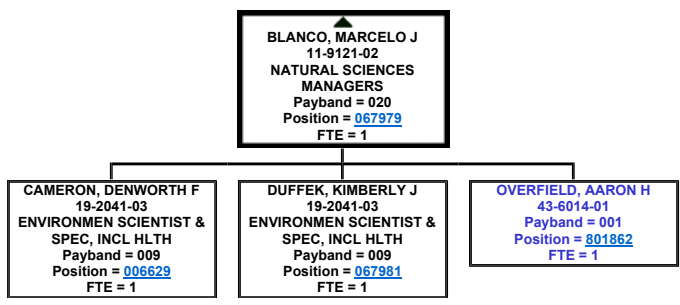 BLANCO, MARCELO J
11-9121-02
NATURAL SCIENCES
MANAGERS
Payband = 020
Position = 067979
FTE = 1
CAMERON, DENWORTH F
19-2041-03
ENVIRONMEN SCIENTIST &
SPEC, INCL HLTH
Payband = 009
Position = 006629
FTE = 1
DUFFEK, KIMBERLY J
19-2041-03
ENVIRONMEN SCIENTIST &
SPEC, INCL HLTH
Payband = 009
Position = 067981
FTE = 1
OVERFIELD, AARON H
43-6014-01
Payband = 001
Position = 801862
FTE = 1